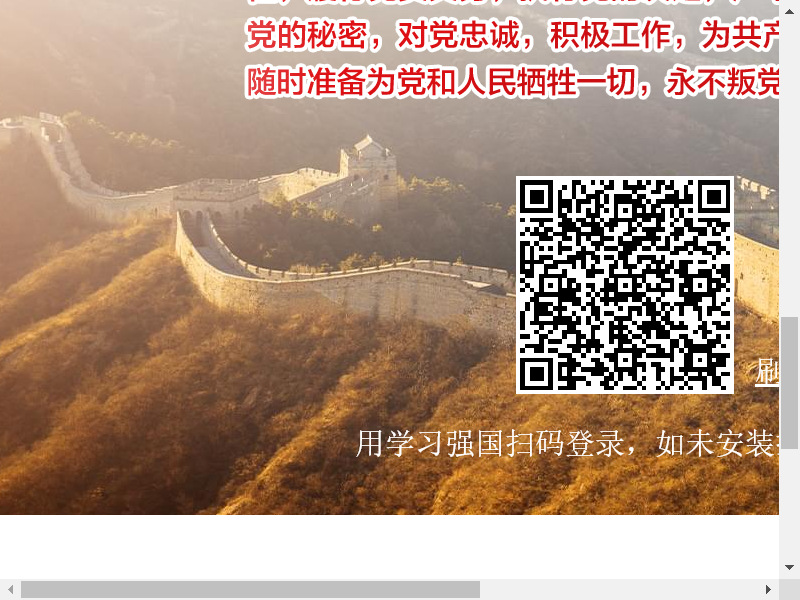 党的秘密，对党忠诚，积极工作，为共产
随时准备为党和人民牺牲一切，永不叛党
刷
用学习强国扫码登录，如未安装